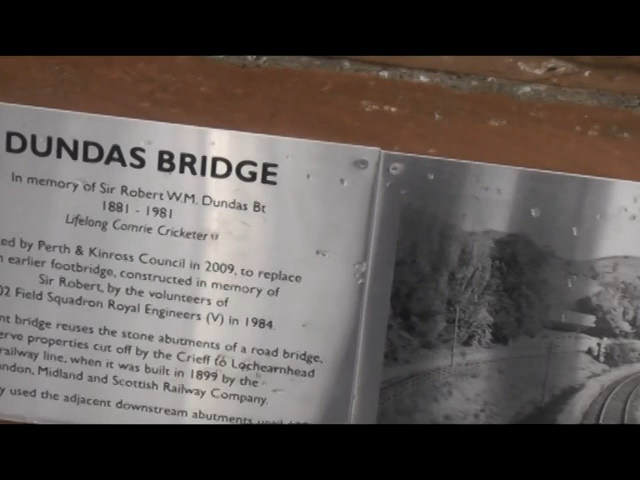 DUNDAS BRIDGE
In memory of Sir Robert W.M. Dundas Bt
1881 - 1981
Lifelong Comrie Cricketer
ted by Perth & Kinross Council in 2009, to replace
n earlier footbridge, constructed in memory of
Sir Robert, by the volunteers of
02 Field Squadron Royal Engineers (V) in 1984.
nt bridge reuses the stone abutments of a road bridge,
erve properties cut off by the Crieff to Lochearnhead
railway line, when it was built in 1899 by the
ndon, Midland and Scottish Railway Company.
y used the adjacent downstream abutments until